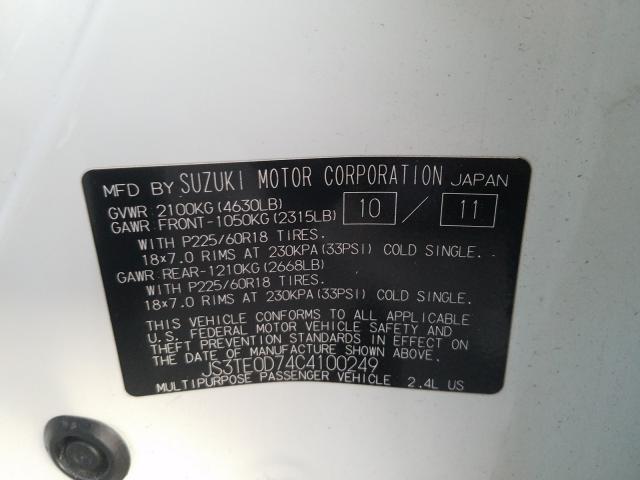 MFD BY SUZUKI MOTOR CORPORATION JAPAN
GVWR 2100KG (4630LB)
GAWR FRONT-1050KG (2315LB) 10 / 11
WITH P225/60R18 TIRES.
18×7.0 RIMS AT 230KPA (33PSI) COLD SINGLE.
GAWR REAR-1210KG (2668LB)
WITH P225/60R18 TIRES.
18×7.0 RIMS AT 230KPA (33PSI) COLD SINGLE.
THIS VEHICLE CONFORMS TO ALL APPLICABLE
U.S. FEDERAL MOTOR VEHICLE SAFETY AND
THEFT PREVENTION STANDARDS IN EFFECT ON
THE DATE OF MANUFACTURE SHOWN ABOVE.
JS3TE0D74C4100249
MULTIPURPOSE PASSENGER VEHICLE 2.4L US